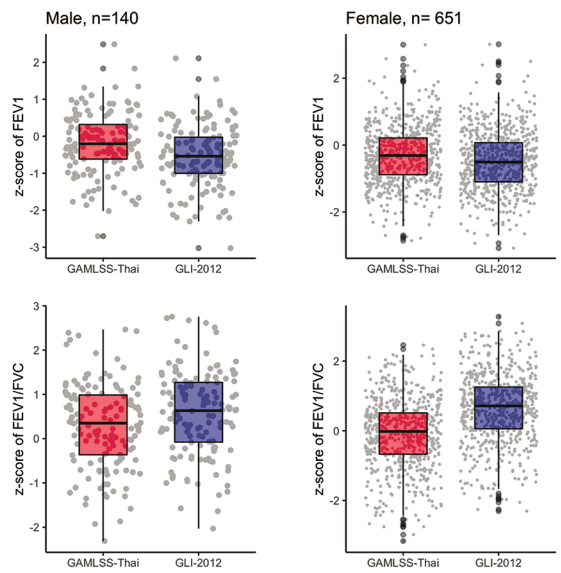 Male, n=140
Female, n= 651
z-score of FEV1
1
0
-1
-2
-3
GAMLSS-Thai
GLI-2012
z-score of FEV1
2
0
-2
GAMLSS-Thai
GLI-2012
z-score of FEV1/FVC
3
2
1
0
-1
-2
GAMLSS-Thai
GLI-2012
z-score of FEV1/FVC
2
0
-2
GAMLSS-Thai
GLI-2012